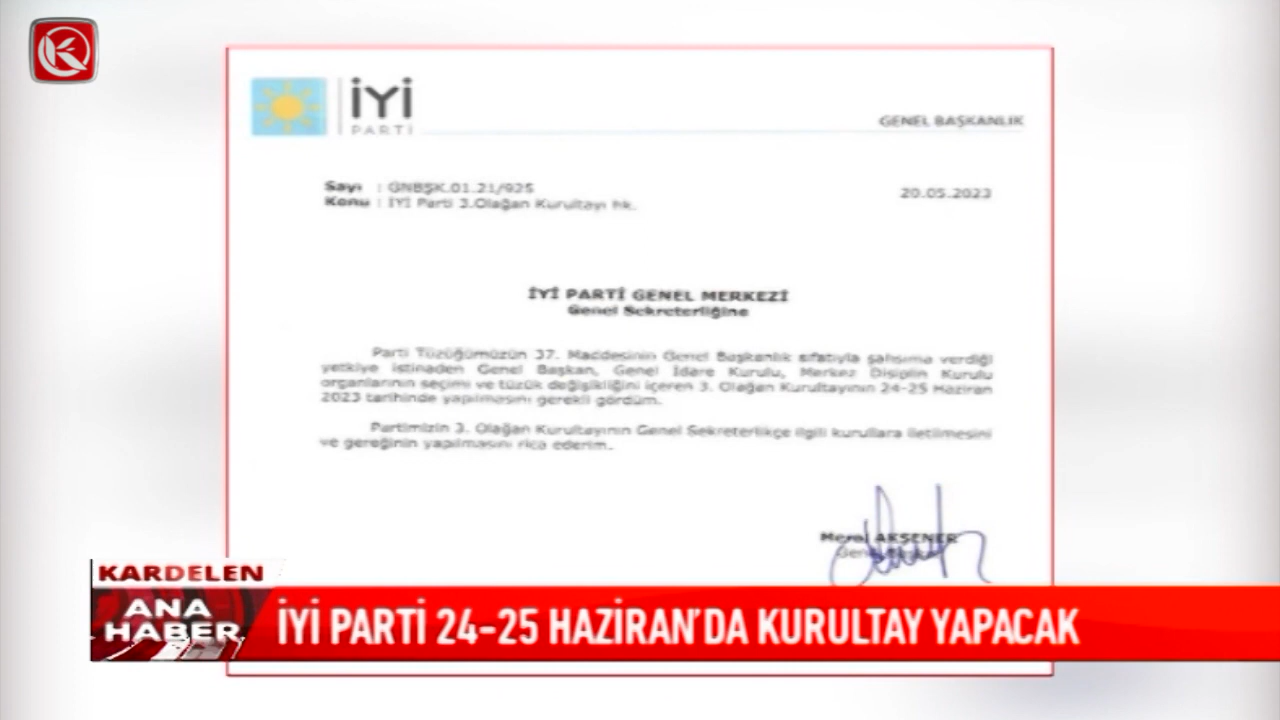 İYİ
PARTİ
GENEL BAŞKANLIK
Sayı : GNBŞK.01.21/925
20.05.2023
Konu : İYİ Parti 3.Olağan Kurultayı hk.
İYİ PARTİ GENEL MERKEZİ
Genel Sekreterliğine
Parti Tüzüğümüzün 37. Maddesinin Genel Başkanlık sıfatıyla şahsıma verdiği
yetkiye istinaden Genel Başkan, Genel İdare Kurulu, Merkez Disiplin Kurulu
organlarının seçimi ve tüzük değişikliğini içeren 3. Olağan Kurultayının 24-25 Haziran
2023 tarihinde yapılmasını gerekli gördüm.
Partimizin 3. Olağan Kurultayının Genel Sekreterlikçe ilgili kurullara iletilmesini
ve gereğinin yapılmasını rica ederim.
Meral AKŞENER
KARDELEN
ANA
HABER
İYİ PARTİ 24-25 HAZİRAN'DA KURULTAY YAPACAK